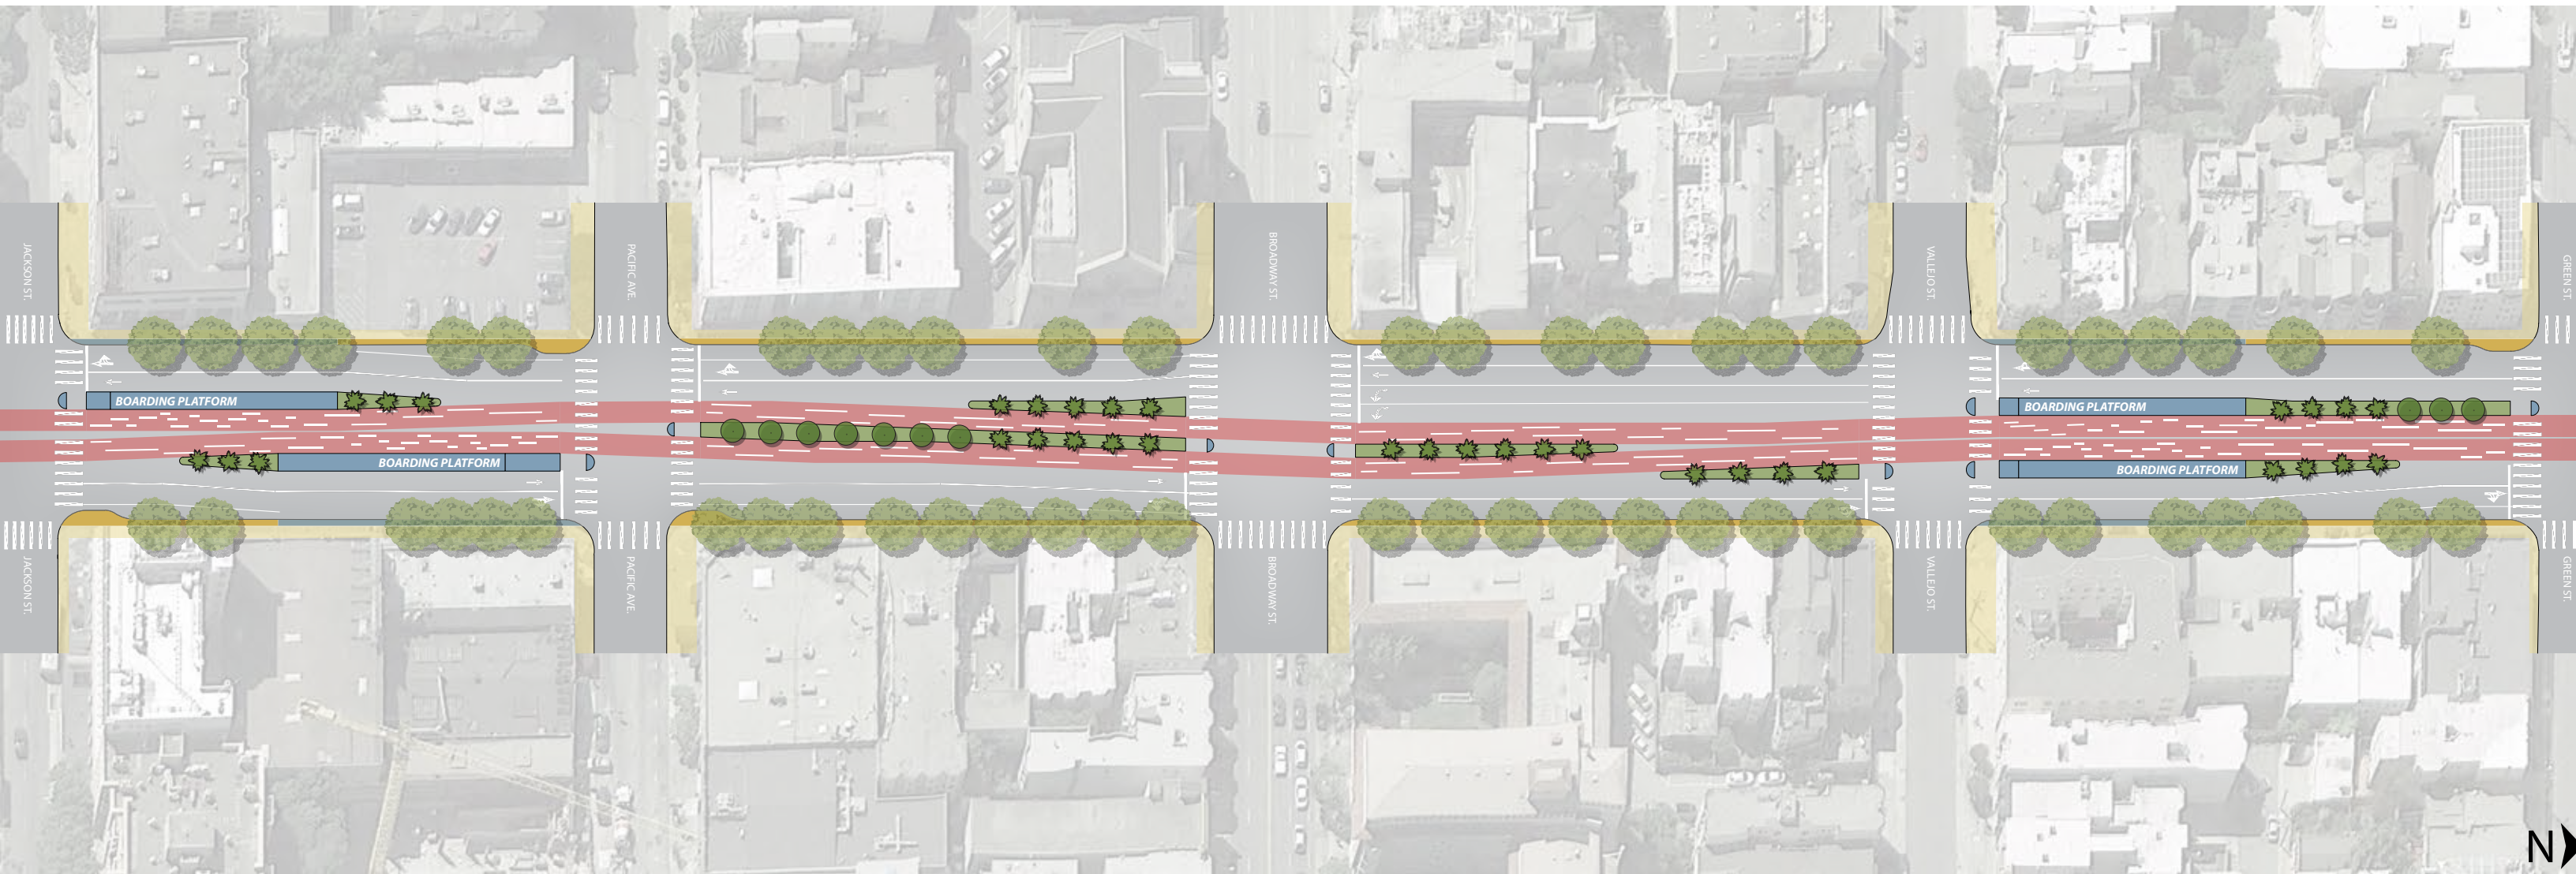 JACKSON ST.
PACIFIC AVE.
BROADWAY ST.
VALLEJO ST.
GREEN ST.
BOARDING PLATFORM
BOARDING PLATFORM
BOARDING PLATFORM
BOARDING PLATFORM
JACKSON ST.
PACIFIC AVE.
BROADWAY ST.
VALLEJO ST.
GREEN ST.
N